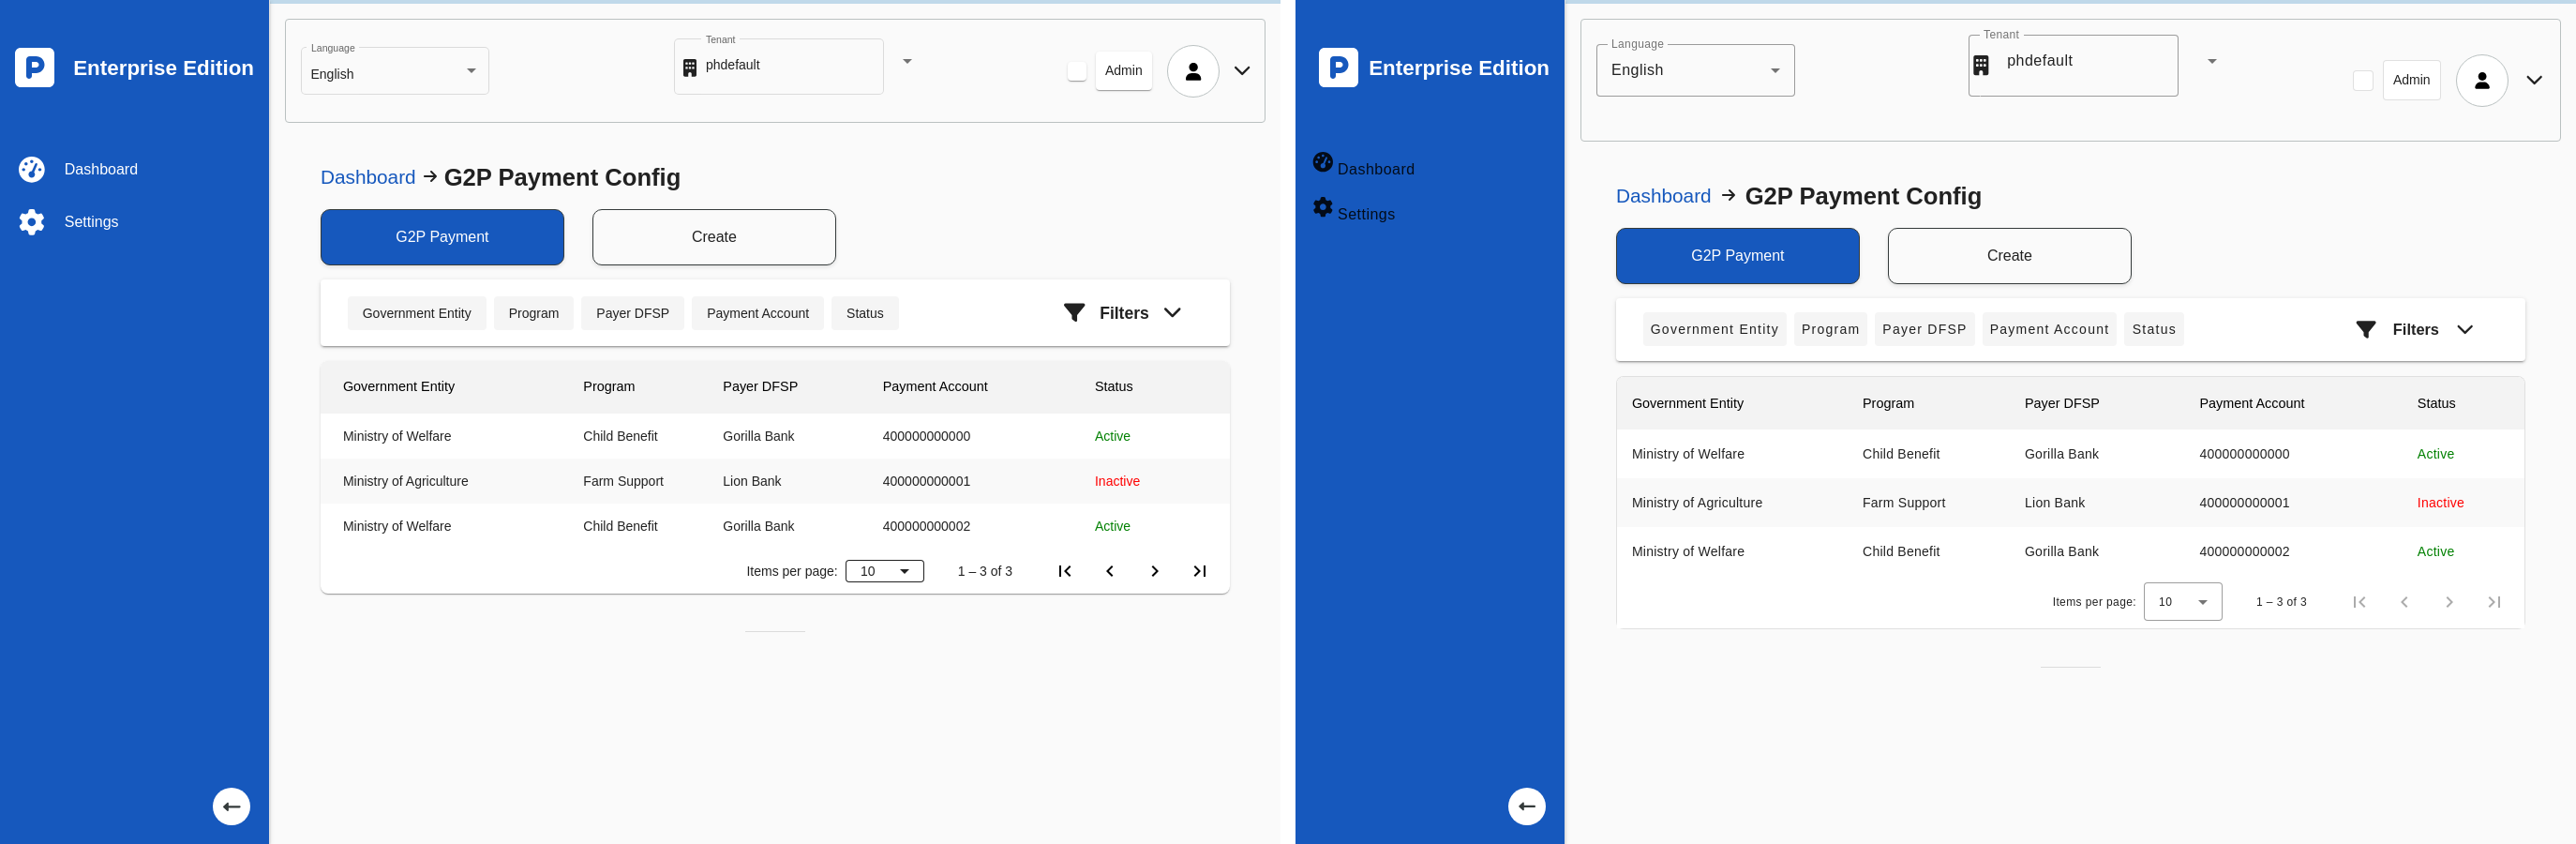 Enterprise Edition
Dashboard
Settings
Language
English
Tenant
phdefault
Admin
Dashboard → G2P Payment Config
G2P Payment Create
Government Entity Program Payer DFSP Payment Account Status Filters
Government Entity Program Payer DFSP Payment Account Status
Ministry of Welfare Child Benefit Gorilla Bank 400000000000 Active
Ministry of Agriculture Farm Support Lion Bank 400000000001 Inactive
Ministry of Welfare Child Benefit Gorilla Bank 400000000002 Active
Items per page: 10 1 – 3 of 3
Enterprise Edition
Dashboard
Settings
Language
English
Tenant
phdefault
Admin
Dashboard → G2P Payment Config
G2P Payment Create
Government Entity Program Payer DFSP Payment Account Status Filters
Government Entity Program Payer DFSP Payment Account Status
Ministry of Welfare Child Benefit Gorilla Bank 400000000000 Active
Ministry of Agriculture Farm Support Lion Bank 400000000001 Inactive
Ministry of Welfare Child Benefit Gorilla Bank 400000000002 Active
Items per page: 10 1 – 3 of 3